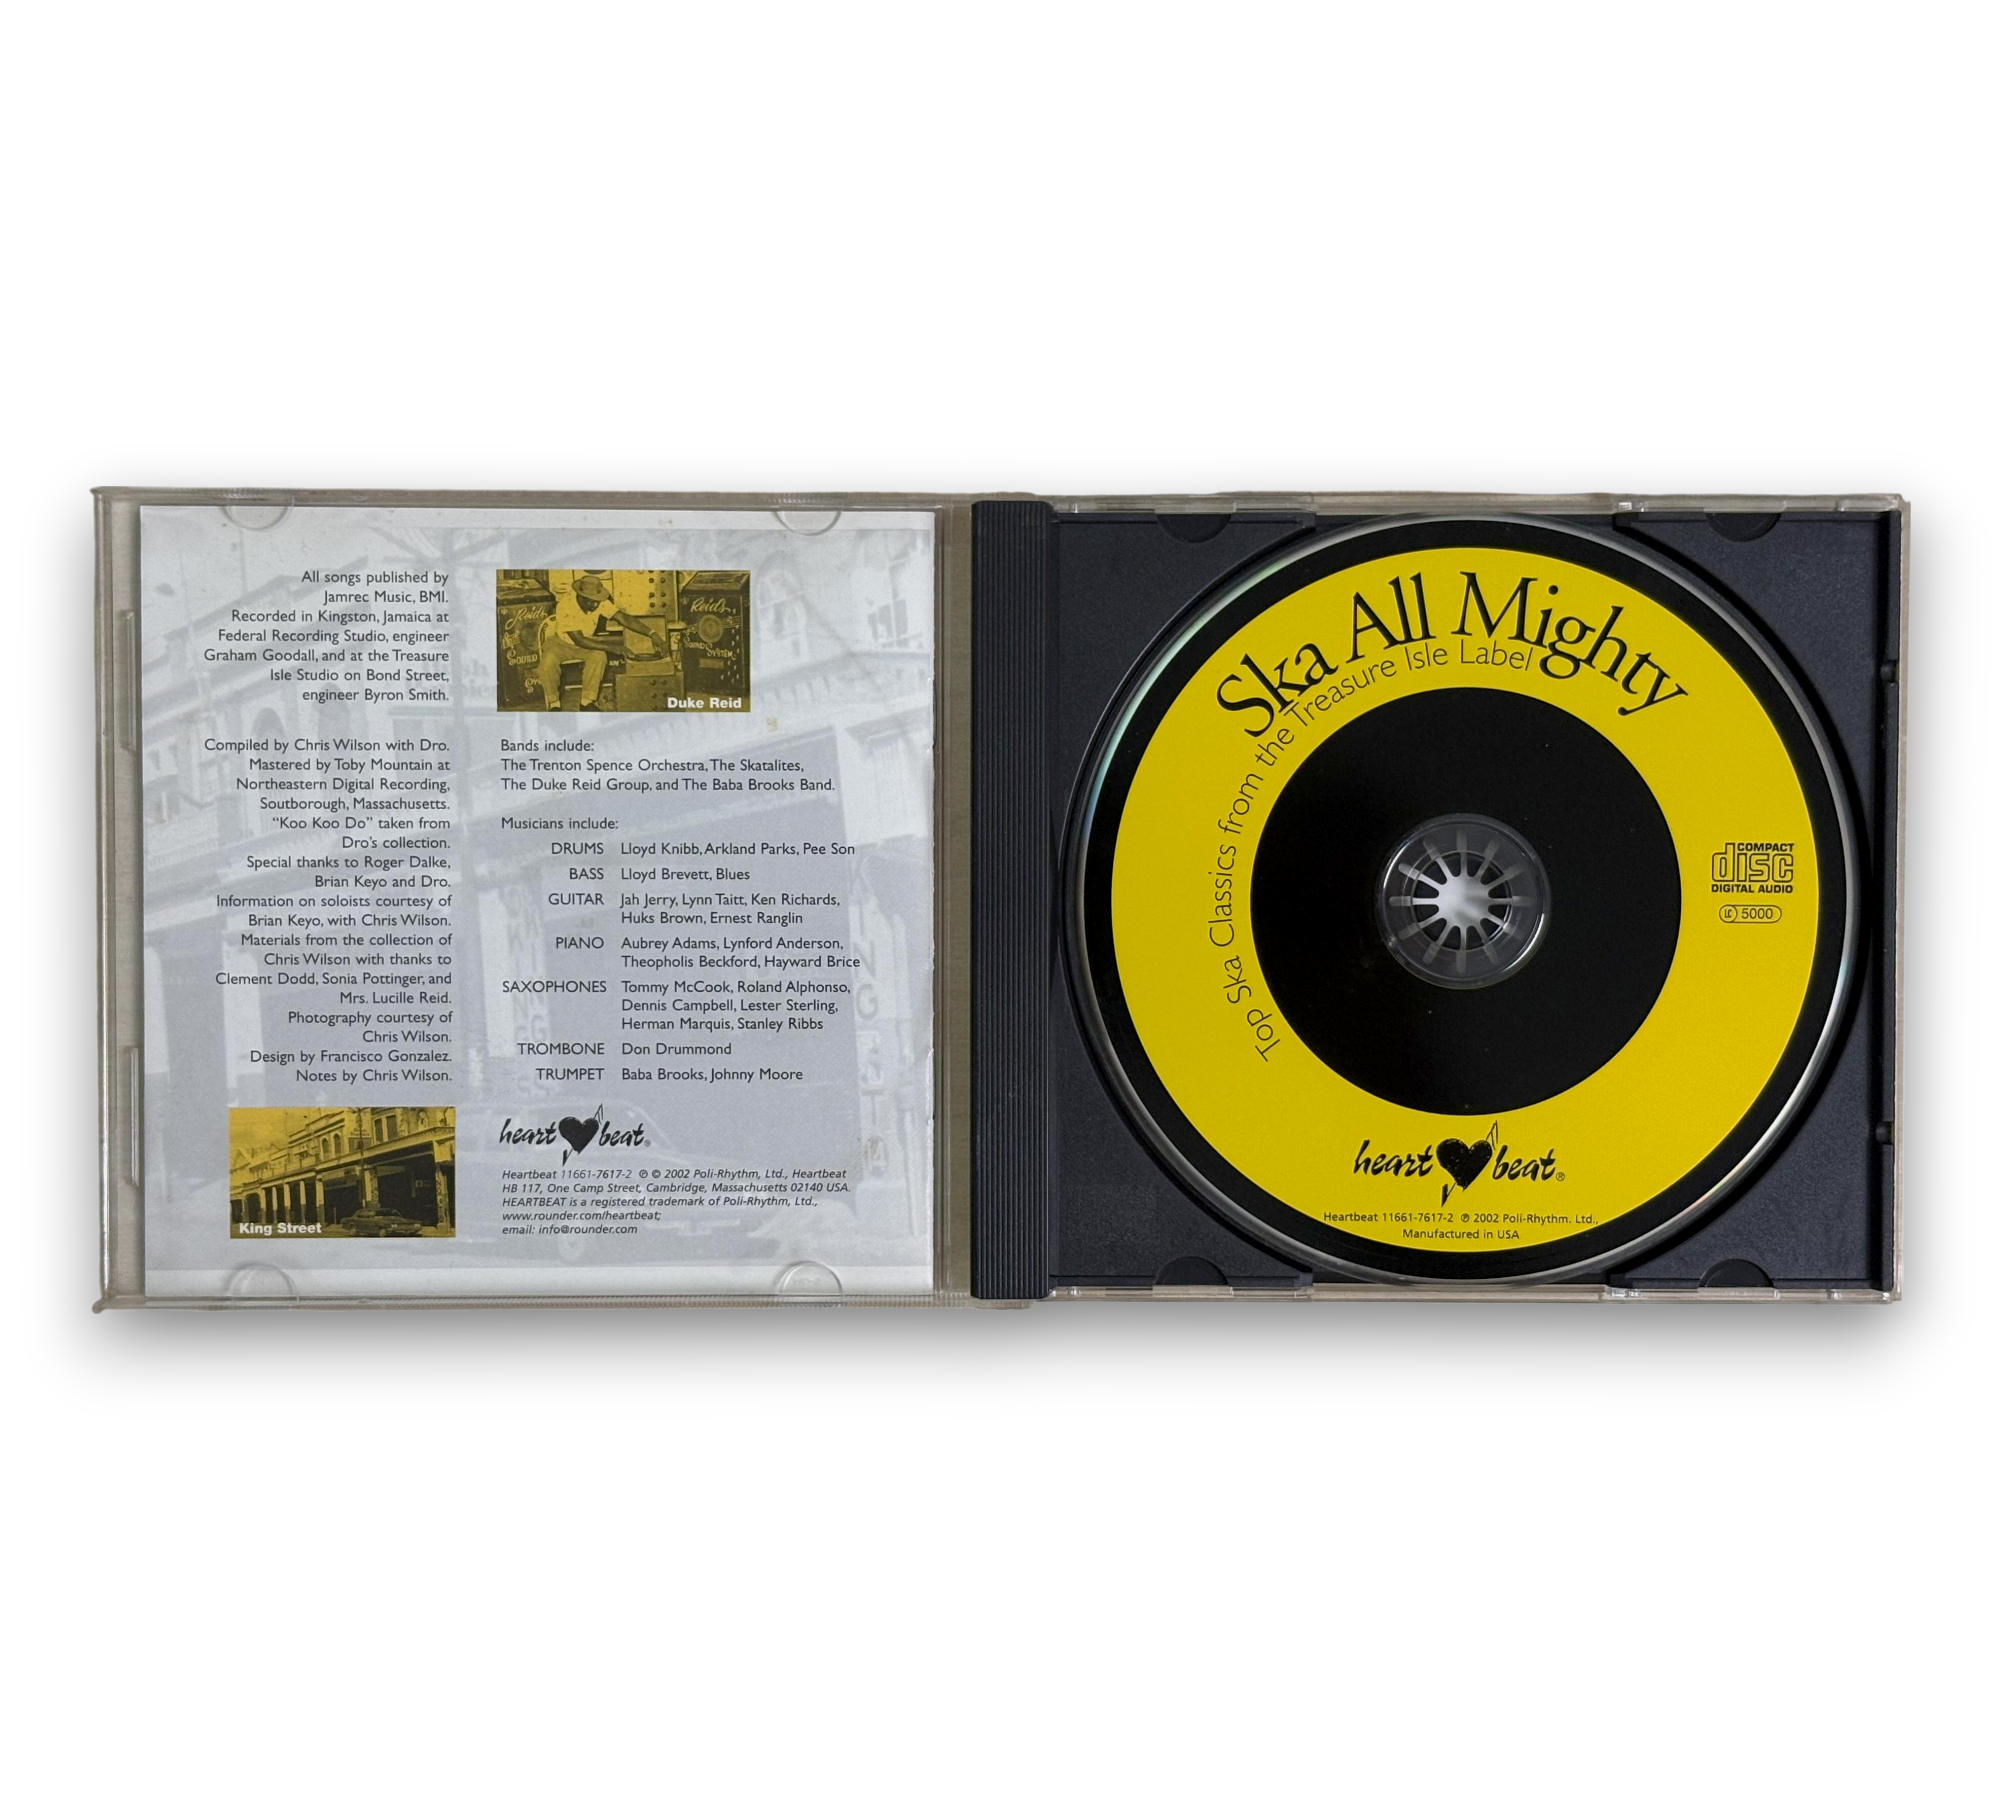 All songs published by
Jamrec Music, BMI.
Recorded in Kingston, Jamaica at
Federal Recording Studio, engineer
Graham Goodall, and at the Treasure
Isle Studio on Bond Street,
engineer Byron Smith.
Compiled by Chris Wilson with Dro.
Mastered by Toby Mountain at
Northeastern Digital Recording,
Soutborough, Massachusetts.
“Koo Koo Do” taken from
Dro's collection.
Special thanks to Roger Dalke,
Brian Keyo and Dro.
Information on soloists courtesy of
Brian Keyo, with Chris Wilson.
Materials from the collection of
Chris Wilson with thanks to
Clement Dodd, Sonia Pottinger, and
Mrs. Lucille Reid.
Photography courtesy of
Chris Wilson.
Design by Francisco Gonzalez.
Notes by Chris Wilson.
King Street
Reid's
Reid's
SOUND
SOUND SYSTEM
Duke Reid
Bands include:
The Trenton Spence Orchestra, The Skatalites,
The Duke Reid Group, and The Baba Brooks Band.
Musicians include:
DRUMS Lloyd Knibb, Arkland Parks, Pee Son
BASS Lloyd Brevett, Blues
GUITAR Jah Jerry, Lynn Taitt, Ken Richards,
Huks Brown, Ernest Ranglin
PIANO Aubrey Adams, Lynford Anderson,
Theopholis Beckford, Hayward Brice
SAXOPHONES Tommy McCook, Roland Alphonso,
Dennis Campbell, Lester Sterling,
Herman Marquis, Stanley Ribbs
TROMBONE Don Drummond
TRUMPET Baba Brooks, Johnny Moore
heart beat®
Heartbeat 11661-7617-2 ℗ © 2002 Poli-Rhythm, Ltd., Heartbeat
HB 117, One Camp Street, Cambridge, Massachusetts 02140 USA.
HEARTBEAT is a registered trademark of Poli-Rhythm, Ltd.,
www.rounder.com/heartbeat;
email: info@rounder.com
Ska All Mighty
Top Ska Classics from the Treasure Isle Label
COMPACT
disc
DIGITAL AUDIO
LC 5000
heart beat®
Heartbeat 11661-7617-2 ℗ 2002 Poli-Rhythm. Ltd.,
Manufactured in USA